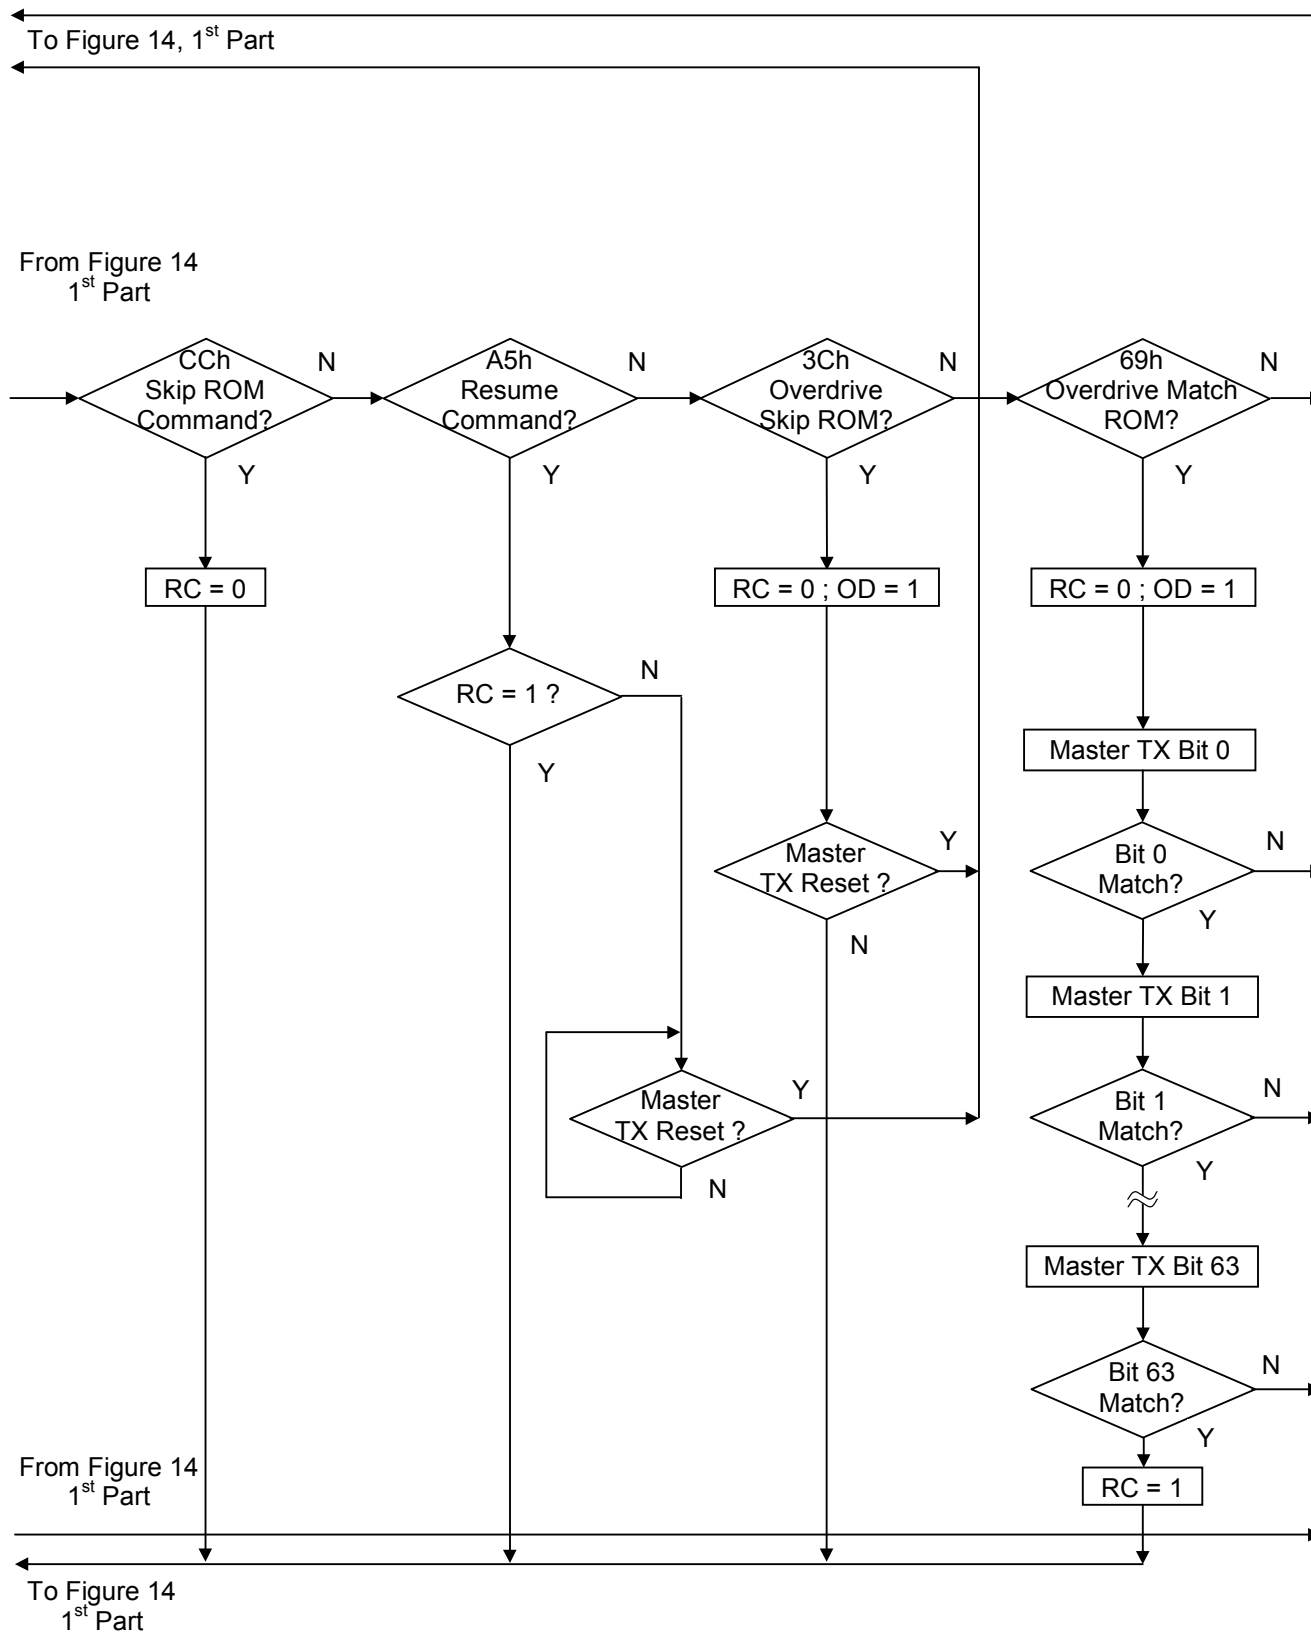 To Figure 14, 1st Part
From Figure 14
1st Part
CCh
Skip ROM
Command?
N
Y
A5h
Resume
Command?
N
Y
3Ch
Overdrive
Skip ROM?
N
Y
69h
Overdrive Match
ROM?
N
Y
RC = 0
RC = 0 ; OD = 1
RC = 0 ; OD = 1
RC = 1 ?
N
Y
Master TX Bit 0
Master
TX Reset ?
Y
N
Bit 0
Match?
N
Y
Master TX Bit 1
Master
TX Reset ?
Y
N
Bit 1
Match?
N
Y
Master TX Bit 63
Bit 63
Match?
N
Y
RC = 1
From Figure 14
1st Part
To Figure 14
1st Part